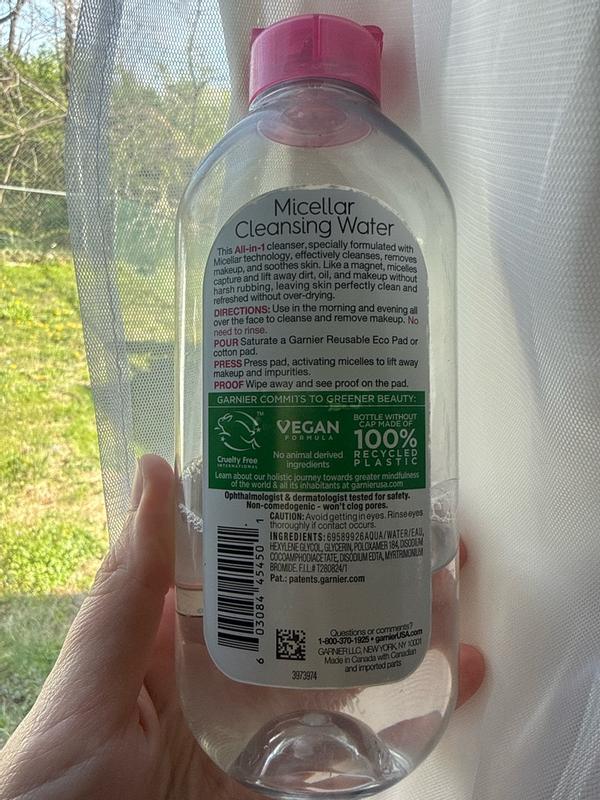 Micellar
Cleansing Water
This All-in-1 cleanser, specially formulated with
Micellar technology, effectively cleanses, removes
makeup, and soothes skin. Like a magnet, micelles
capture and lift away dirt, oil, and makeup without
harsh rubbing, leaving skin perfectly clean and
refreshed without over-drying.
DIRECTIONS: Use in the morning and evening all
over the face to cleanse and remove makeup. No
need to rinse.
POUR Saturate a Garnier Reusable Eco Pad or
cotton pad.
PRESS Press pad, activating micelles to lift away
makeup and impurities.
PROOF Wipe away and see proof on the pad.
GARNIER COMMITS TO GREENER BEAUTY:
TM
Cruelty Free
INTERNATIONAL
VEGAN
FORMULA
No animal derived
ingredients
BOTTLE WITHOUT
CAP MADE OF
100%
RECYCLED
PLASTIC
Learn about our holistic journey towards greater mindfulness
of the world & all its inhabitants at garnierusa.com
Ophthalmologist & dermatologist tested for safety.
Non-comedogenic - won't clog pores.
CAUTION: Avoid getting in eyes. Rinse eyes
thoroughly if contact occurs.
INGREDIENTS: 69589926 AQUA/WATER/EAU,
HEXYLENE GLYCOL, GLYCERIN, POLOXAMER 184, DISODIUM
COCOAMPHODIACETATE, DISODIUM EDTA, MYRTRIMONIUM
BROMIDE. F.I.L.# T280824/1
Pat.: patents.garnier.com
6 03084 45450 1
Questions or comments?
1-800-370-1925 • garnierUSA.com
GARNIER LLC, NEW YORK, NY 10001
Made in Canada with Canadian
and imported parts
3973974